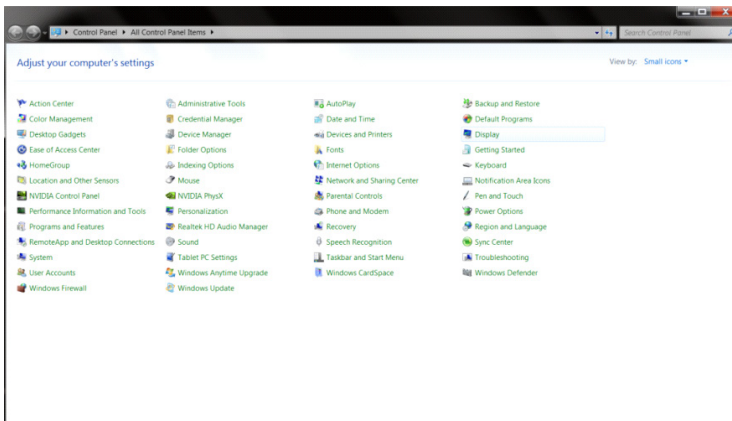 Control Panel All Control Panel Items
Search Control Panel
Adjust your computer's settings
View by: Small icons
Action Center Administrative Tools AutoPlay Backup and Restore
Color Management Credential Manager Date and Time Default Programs
Desktop Gadgets Device Manager Devices and Printers Display
Ease of Access Center Folder Options Fonts Getting Started
HomeGroup Indexing Options Internet Options Keyboard
Location and Other Sensors Mouse Network and Sharing Center Notification Area Icons
NVIDIA Control Panel NVIDIA PhysX Parental Controls Pen and Touch
Performance Information and Tools Personalization Phone and Modem Power Options
Programs and Features Realtek HD Audio Manager Recovery Region and Language
RemoteApp and Desktop Connections Sound Speech Recognition Sync Center
System Tablet PC Settings Taskbar and Start Menu Troubleshooting
User Accounts Windows Anytime Upgrade Windows CardSpace Windows Defender
Windows Firewall Windows Update